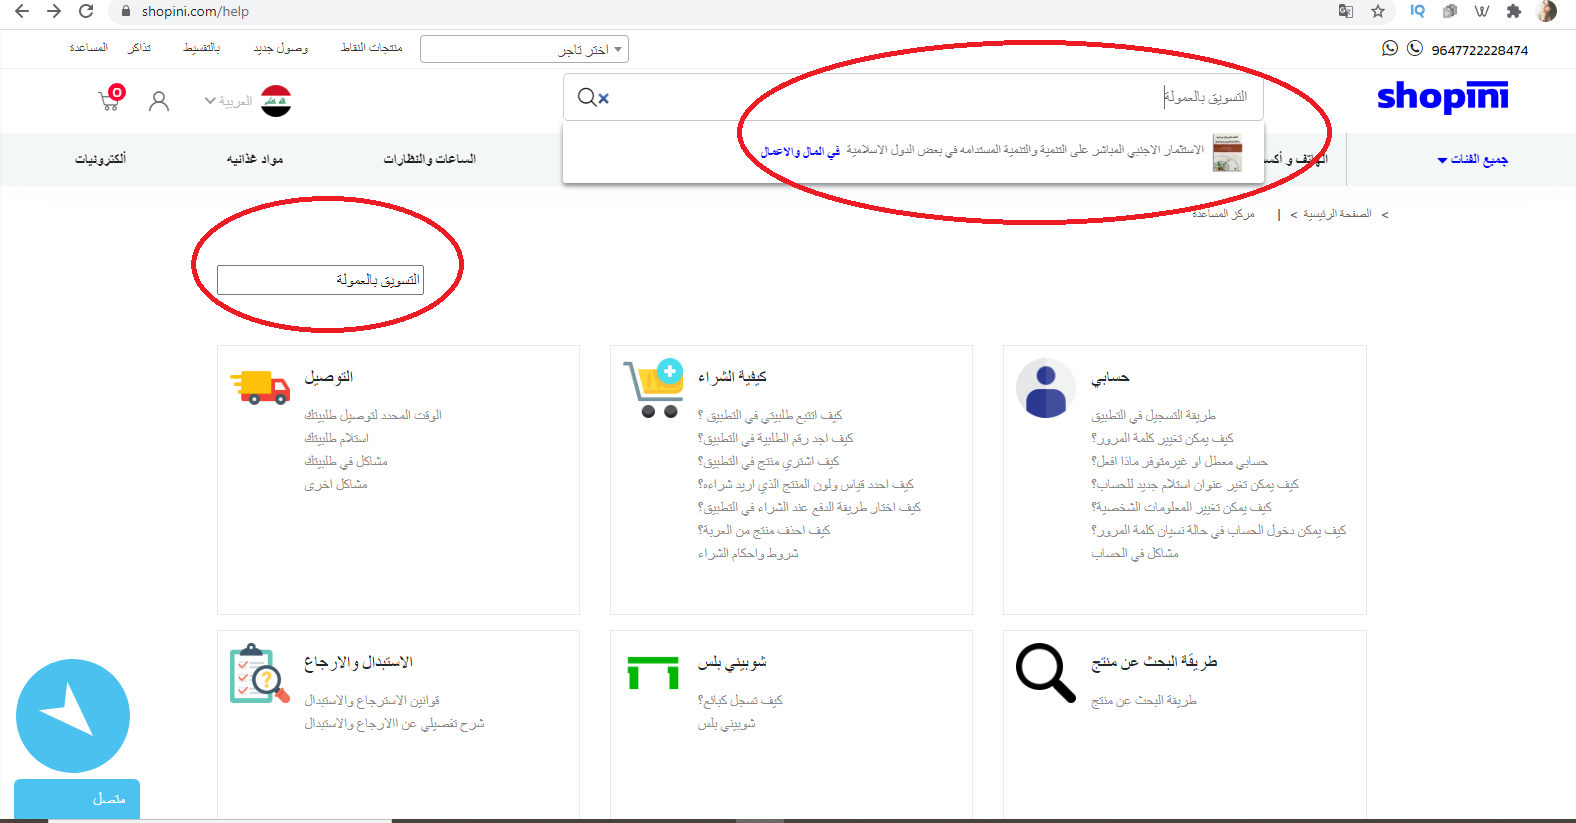 shopini.com/help
9647722228474
اختر تاجر
منتجات النقاط
وصول جديد
بالتقسيط
تذاكر
المساعدة
shopini
التسويق بالعمولة
العربية
0
الاستثمار الاجنبي المباشر على التنمية والتنمية المستدامه في بعض الدول الاسلامية في المال والاعمال
جميع الفئات
الهاتف و أكس
الساعات والنظارات
مواد غذائيه
ألكترونيات
> الصفحة الرئيسية > | مركز المساعدة
التسويق بالعمولة
حسابي
طريقة التسجيل في التطبيق
كيف يمكن تغيير كلمة المرور؟
حسابي معطل او غيرمتوفر ماذا افعل؟
كيف يمكن تغير عنوان استلام جديد للحساب؟
كيف يمكن تغيير المعلومات الشخصية؟
كيف يمكن دخول الحساب في حالة نسيان كلمة المرور؟
مشاكل في الحساب
كيفية الشراء
كيف اتتبع طلبيتي في التطبيق ؟
كيف اجد رقم الطلبية في التطبيق؟
كيف اشتري منتج في التطبيق؟
كيف احدد قياس ولون المنتج الذي اريد شراءه؟
كيف اختار طريقة الدفع عند الشراء في التطبيق؟
كيف احذف منتج من العربة؟
شروط واحكام الشراء
التوصيل
الوقت المحدد لتوصيل طلبيتك
استلام طلبيتك
مشاكل في طلبيتك
مشاكل اخرى
طريقة البحث عن منتج
طريقة البحث عن منتج
شوبيني بلس
كيف تسجل كبائع؟
شوبيني بلس
الاستبدال والارجاع
قوانين الاسترجاع والاستبدال
شرح تفصيلي عن االارجاع والاستبدال
متصل